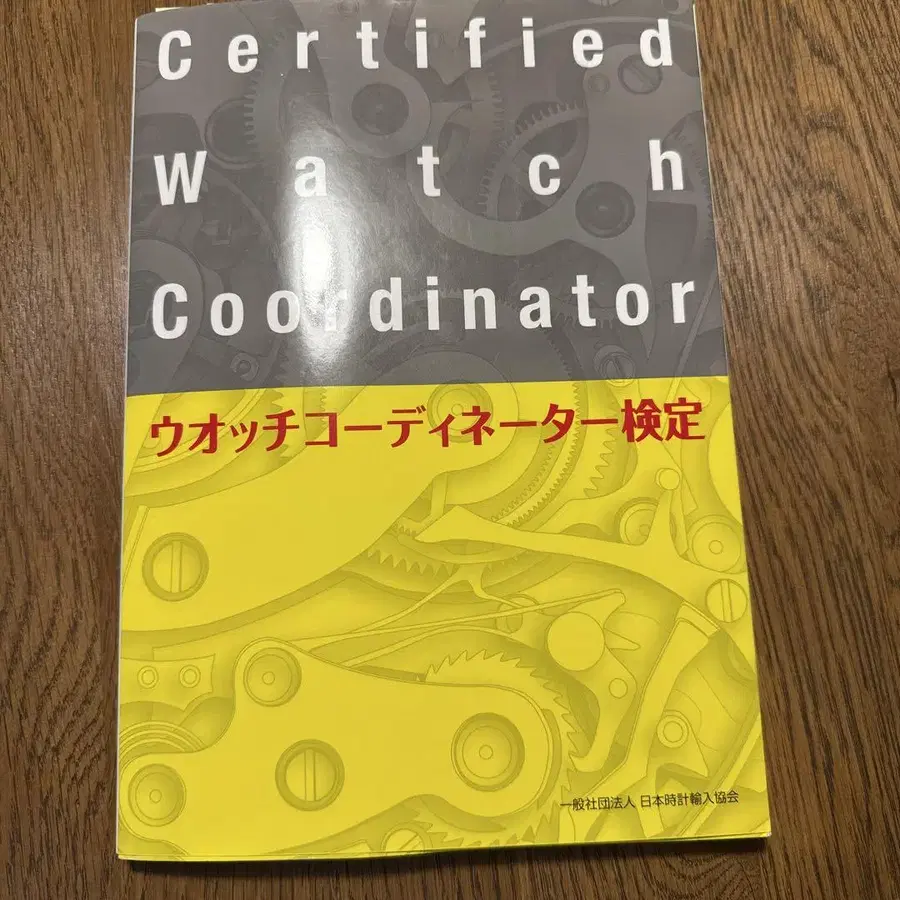 Certified
Watch
Coordinator
ウオッチコーディネーター検定
一般社団法人 日本時計輸入協会